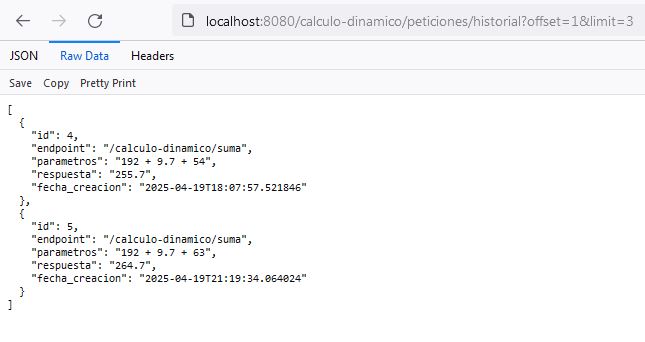 localhost:8080/calculo-dinamico/peticiones/historial?offset=1&limit=3
JSON Raw Data Headers
Save Copy Pretty Print
[
  {
    "id": 4,
    "endpoint": "/calculo-dinamico/suma",
    "parametros": "192 + 9.7 + 54",
    "respuesta": "255.7",
    "fecha_creacion": "2025-04-19T18:07:57.521846"
  },
  {
    "id": 5,
    "endpoint": "/calculo-dinamico/suma",
    "parametros": "192 + 9.7 + 63",
    "respuesta": "264.7",
    "fecha_creacion": "2025-04-19T21:19:34.064024"
  }
]